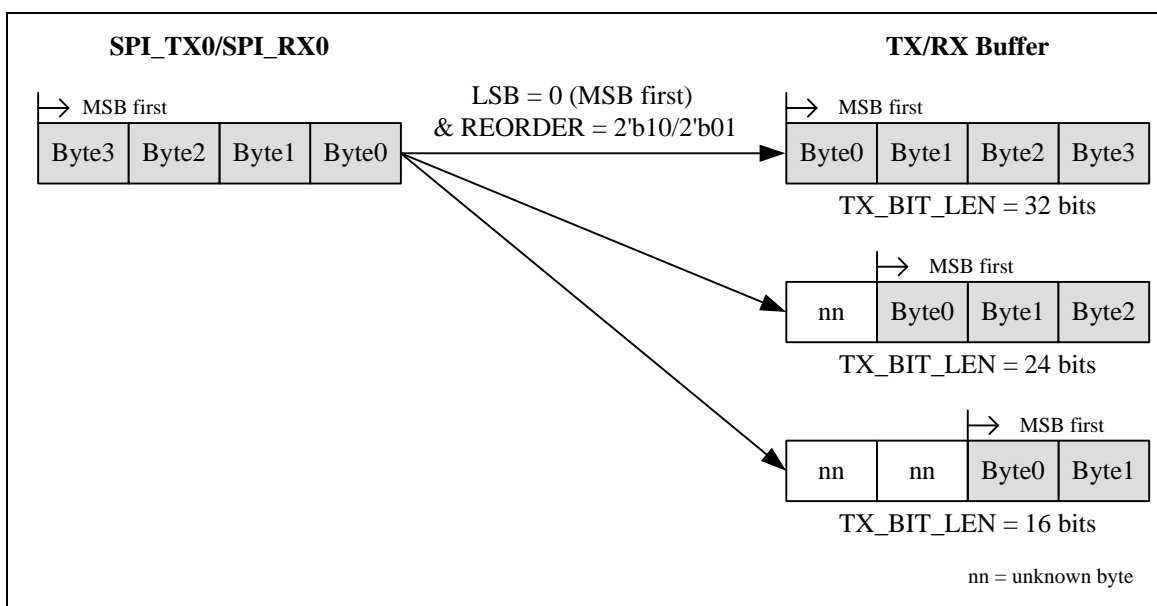 SPI_TX0/SPI_RX0
TX/RX Buffer
MSB first
LSB = 0 (MSB first)
& REORDER = 2'b10/2'b01
MSB first
Byte3 Byte2 Byte1 Byte0
Byte0 Byte1 Byte2 Byte3
TX_BIT_LEN = 32 bits
MSB first
nn Byte0 Byte1 Byte2
TX_BIT_LEN = 24 bits
MSB first
nn nn Byte0 Byte1
TX_BIT_LEN = 16 bits
nn = unknown byte